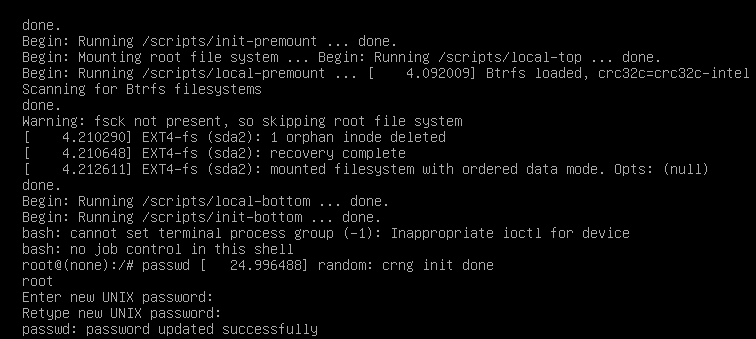 done.
Begin: Running /scripts/init-premount ... done.
Begin: Mounting root file system ... Begin: Running /scripts/local-top ... done.
Begin: Running /scripts/local-premount ... [    4.092009] Btrfs loaded, crc32c=crc32c-intel
Scanning for Btrfs filesystems
done.
Warning: fsck not present, so skipping root file system
[    4.210290] EXT4-fs (sda2): 1 orphan inode deleted
[    4.210648] EXT4-fs (sda2): recovery complete
[    4.212611] EXT4-fs (sda2): mounted filesystem with ordered data mode. Opts: (null)
done.
Begin: Running /scripts/local-bottom ... done.
Begin: Running /scripts/init-bottom ... done.
bash: cannot set terminal process group (-1): Inappropriate ioctl for device
bash: no job control in this shell
root@(none):/# passwd [   24.996488] random: crng init done
root
Enter new UNIX password:
Retype new UNIX password:
passwd: password updated successfully